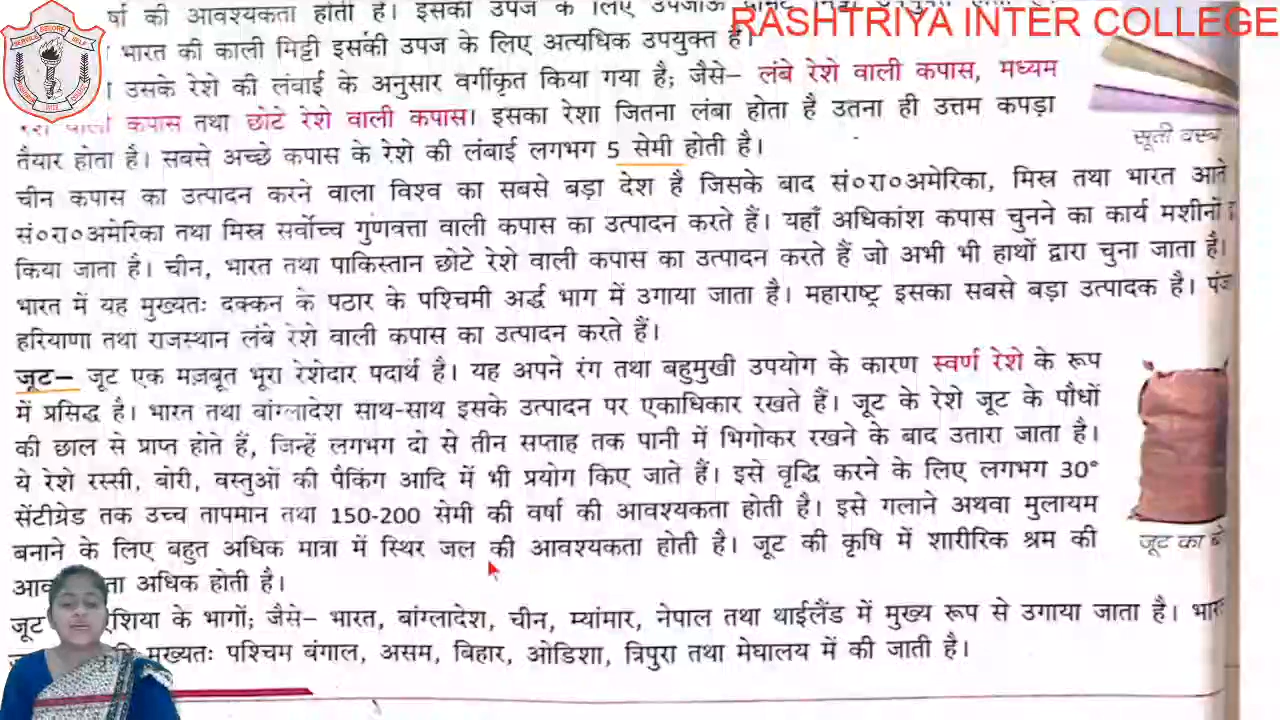 RASHTRIYA INTER COLLEGE
की आवश्यकता होती है। इसकी उपज के लिए उपजाऊ
भारत की काली मिट्टी इसकी उपज के लिए अत्यधिक उपयुक्त है।
उसके रेशे की लंबाई के अनुसार वर्गीकृत किया गया है; जैसे– लंबे रेशे वाली कपास, मध्यम
कपास तथा छोटे रेशे वाली कपास। इसका रेशा जितना लंबा होता है उतना ही उत्तम कपड़ा
तैयार होता है। सबसे अच्छे कपास के रेशे की लंबाई लगभग 5 सेमी होती है।
सूती वस्त्र
चीन कपास का उत्पादन करने वाला विश्व का सबसे बड़ा देश है जिसके बाद सं०रा०अमेरिका, मिस्र तथा भारत आते
सं०रा०अमेरिका तथा मिस्र सर्वोच्च गुणवत्ता वाली कपास का उत्पादन करते हैं। यहाँ अधिकांश कपास चुनने का कार्य मशीनों
किया जाता है। चीन, भारत तथा पाकिस्तान छोटे रेशे वाली कपास का उत्पादन करते हैं जो अभी भी हाथों द्वारा चुना जाता है।
भारत में यह मुख्यतः दक्कन के पठार के पश्चिमी अर्द्ध भाग में उगाया जाता है। महाराष्ट्र इसका सबसे बड़ा उत्पादक है।
हरियाणा तथा राजस्थान लंबे रेशे वाली कपास का उत्पादन करते हैं।
जूट– जूट एक मज़बूत भूरा रेशेदार पदार्थ है। यह अपने रंग तथा बहुमुखी उपयोग के कारण स्वर्ण रेशे के रूप
में प्रसिद्ध है। भारत तथा बांग्लादेश साथ-साथ इसके उत्पादन पर एकाधिकार रखते हैं। जूट के रेशे जूट के पौधों
की छाल से प्राप्त होते हैं, जिन्हें लगभग दो से तीन सप्ताह तक पानी में भिगोकर रखने के बाद उतारा जाता है।
ये रेशे रस्सी, बोरी, वस्तुओं की पैकिंग आदि में भी प्रयोग किए जाते हैं। इसे वृद्धि करने के लिए लगभग 30°
सेंटीग्रेड तक उच्च तापमान तथा 150-200 सेमी की वर्षा की आवश्यकता होती है। इसे गलाने अथवा मुलायम
बनाने के लिए बहुत अधिक मात्रा में स्थिर जल की आवश्यकता होती है। जूट की कृषि में शारीरिक श्रम की
अधिक होती है।
जूट का
जूट के भागों; जैसे– भारत, बांग्लादेश, चीन, म्यांमार, नेपाल तथा थाईलैंड में मुख्य रूप से उगाया जाता है।
मुख्यतः पश्चिम बंगाल, असम, बिहार, ओडिशा, त्रिपुरा तथा मेघालय में की जाती है।